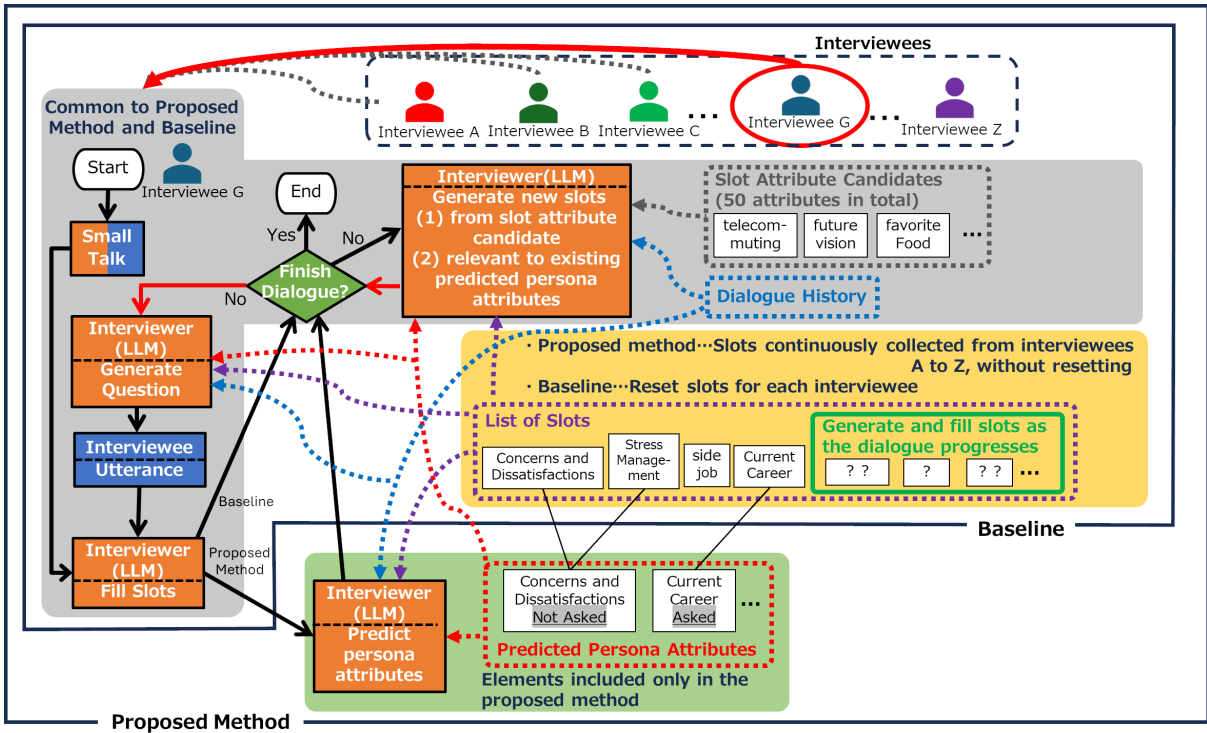 Interviewees
Interviewee A
Interviewee B
Interviewee C
...
Interviewee G
...
Interviewee Z
Common to Proposed
Method and Baseline
Start
Interviewee G
Small
Talk
End
Yes
No
Finish
Dialogue?
No
Interviewer(LLM)
Generate new slots
(1) from slot attribute
candidate
(2) relevant to existing
predicted persona
attributes
Slot Attribute Candidates
(50 attributes in total)
telecom-
muting
future
vision
favorite
Food
...
Dialogue History
Interviewer
(LLM)
Generate
Question
Interviewee
Utterance
Interviewer
(LLM)
Fill Slots
Baseline
Proposed
Method
・Proposed method…Slots continuously collected from interviewees
A to Z, without resetting
・Baseline…Reset slots for each interviewee
List of Slots
Concerns and
Dissatisfactions
Stress
Manage-
ment
side
job
Current
Career
Generate and fill slots as
the dialogue progresses
? ?
?
? ?
...
Baseline
Interviewer
(LLM)
Predict
persona
attributes
Concerns and
Dissatisfactions
Not Asked
Current
Career
Asked
...
Predicted Persona Attributes
Elements included only in the
proposed method
Proposed Method